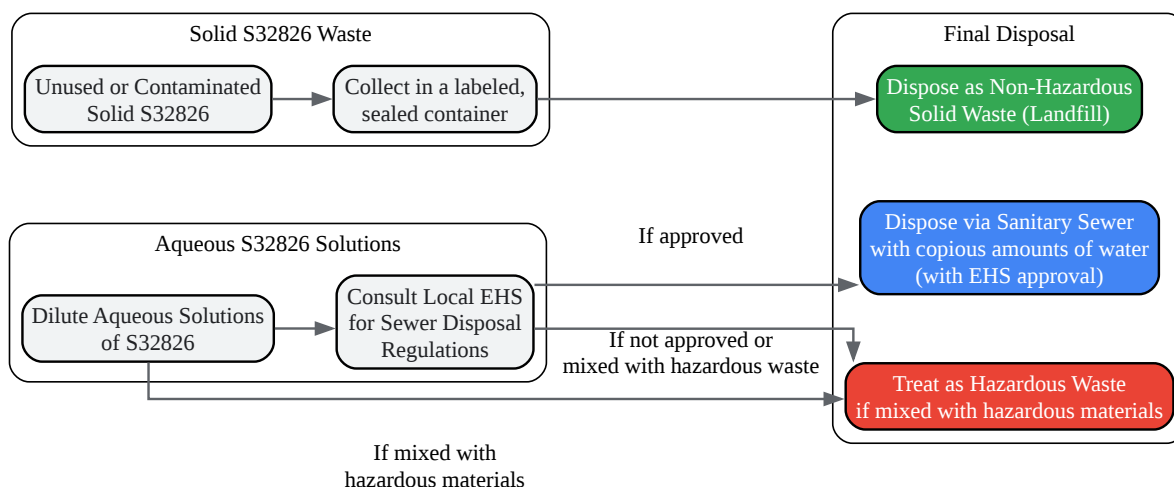 Solid S32826 Waste
Unused or Contaminated
Solid S32826
Collect in a labeled,
sealed container
Final Disposal
Dispose as Non-Hazardous
Solid Waste (Landfill)
Aqueous S32826 Solutions
Dilute Aqueous Solutions
of S32826
Consult Local EHS
for Sewer Disposal
Regulations
If approved
Dispose via Sanitary Sewer
with copious amounts of water
(with EHS approval)
If not approved or
mixed with hazardous waste
Treat as Hazardous Waste
if mixed with hazardous materials
If mixed with
hazardous materials